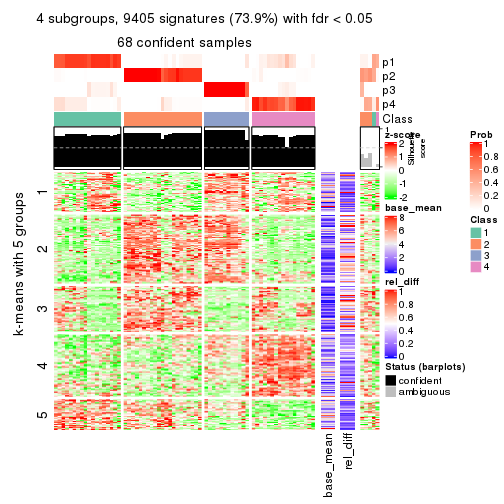 4 subgroups, 9405 signatures (73.9%) with fdr < 0.05
68 confident samples
p1
p2
p3
p4
Class
1
Silhouette
score
z-score
2
1
0
-1
-2
Prob
1
0.8
0.6
0.4
0.2
0
base_mean
8
6
4
2
0
Class
1
2
3
4
rel_diff
1
0.8
0.6
0.4
0.2
0
Status (barplots)
confident
ambiguous
k-means with 5 groups
1
2
3
4
5
base_mean
rel_diff